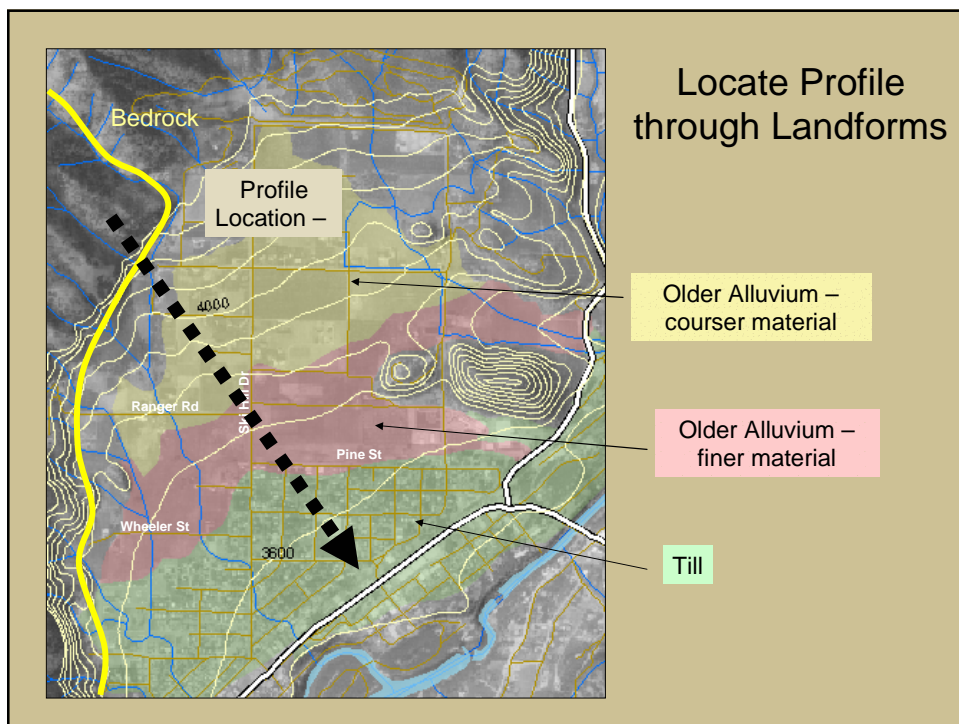 Locate Profile
through Landforms
Bedrock
Profile
Location –
4000
Older Alluvium –
courser material
Ranger Rd
Older Alluvium –
finer material
Pine St
Wheeler St
3600
Till